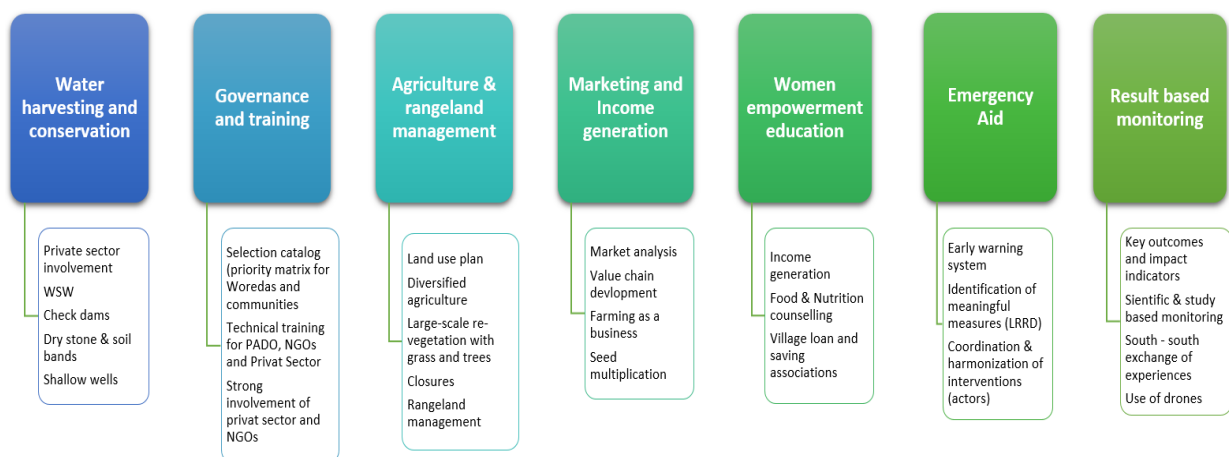 Water
harvesting and
conservation
Private sector
involvement
WSW
Check dams
Dry stone & soil
bands
Shallow wells
Governance
and training
Selection catalog
(priority matrix for
Woredas and
communities
Technical training
for PADO, NGOs
and Privat Sector
Strong
involvement of
privat sector and
NGOs
Agriculture &
rangeland
management
Land use plan
Diversified
agriculture
Large-scale re-
vegetation with
grass and trees
Closures
Rangeland
management
Marketing and
Income
generation
Market analysis
Value chain
devlopment
Farming as a
business
Seed
multiplication
Women
empowerment
education
Income
generation
Food & Nutrition
counselling
Village loan and
saving
associations
Emergency
Aid
Early warning
system
Identification of
meaningful
measures (LRRD)
Coordination &
harmonization of
interventions
(actors)
Result based
monitoring
Key outcomes
and impact
indicators
Sientific & study
based monitoring
South - south
exchange of
experiences
Use of drones